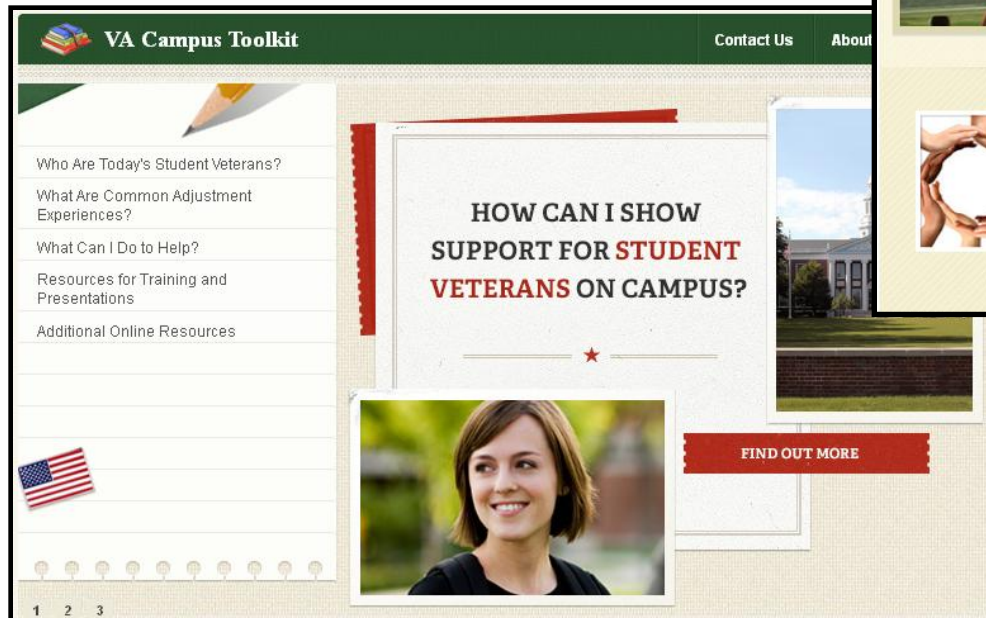 VA Campus Toolkit
Contact Us
About
Who Are Today's Student Veterans?
What Are Common Adjustment
Experiences?
What Can I Do to Help?
Resources for Training and
Presentations
Additional Online Resources
HOW CAN I SHOW
SUPPORT FOR STUDENT
VETERANS ON CAMPUS?
FIND OUT MORE
1 2 3